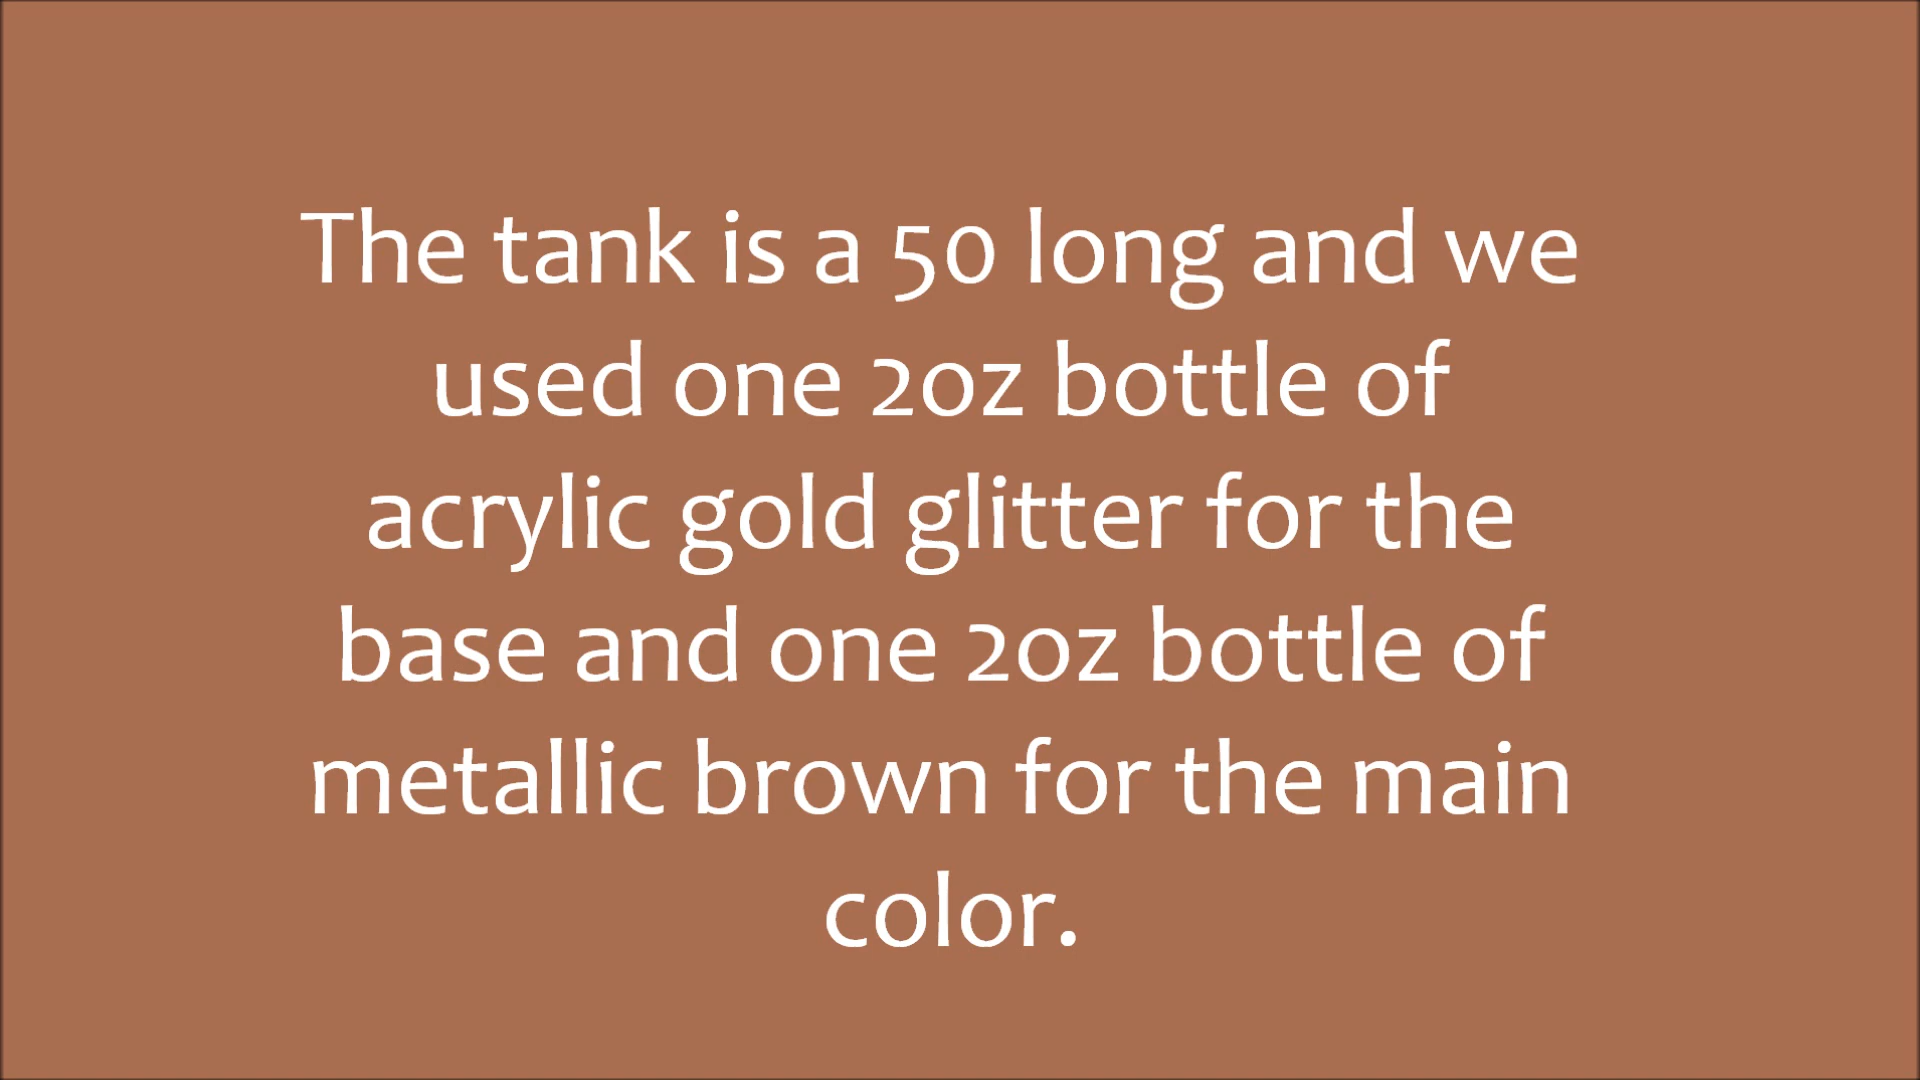 The tank is a 50 long and we
used one 2oz bottle of
acrylic gold glitter for the
base and one 2oz bottle of
metallic brown for the main
color.